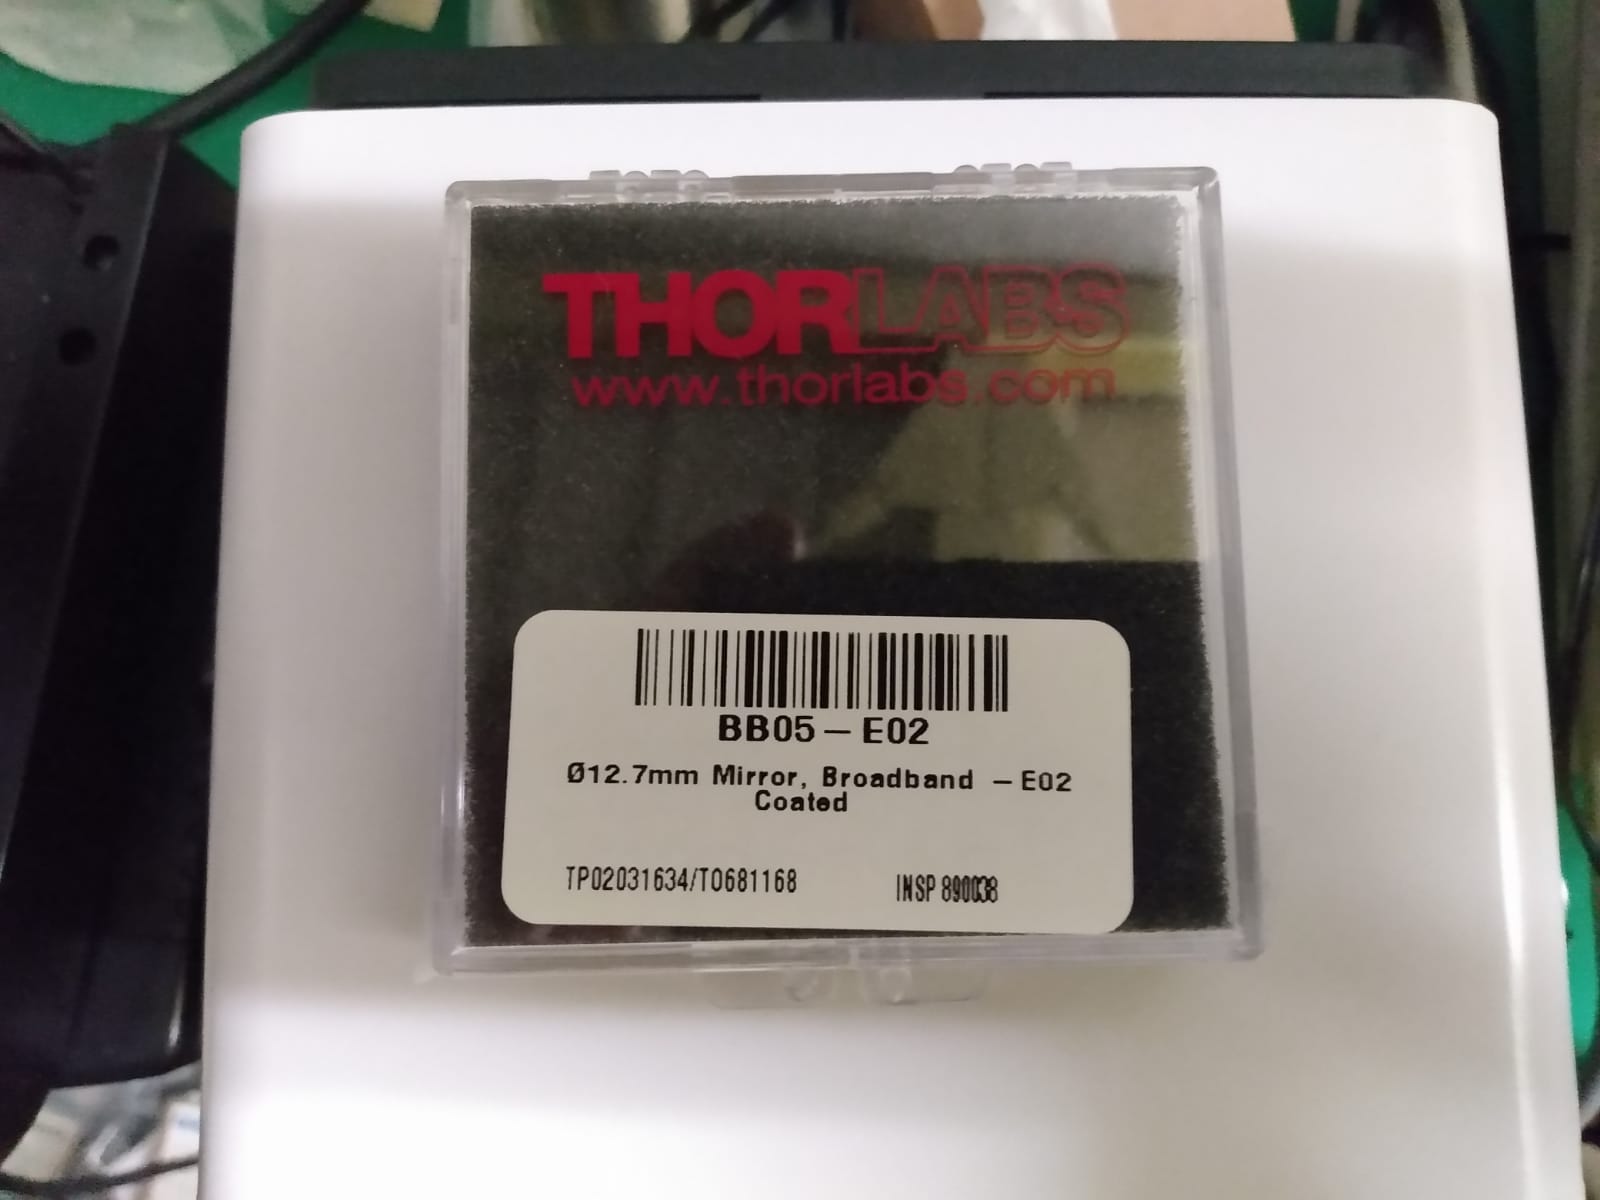 THORLABS
www.thorlabs.com
BB05-E02
Ø12.7mm Mirror, Broadband -E02
Coated
TP02031634/T0681168
INSP 890038